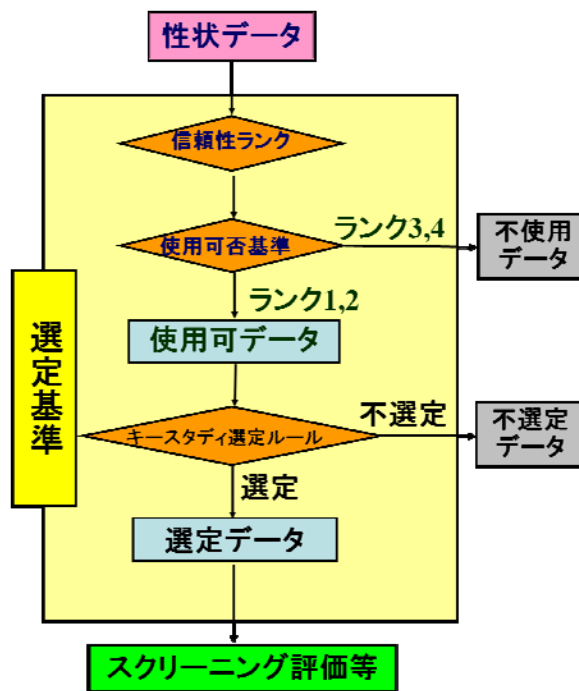 性状データ
信頼性ランク
使用可否基準
ランク3,4
不使用
データ
ランク1,2
使用可データ
選定基準
キースタディ選定ルール
不選定
不選定
データ
選定
選定データ
スクリーニング評価等